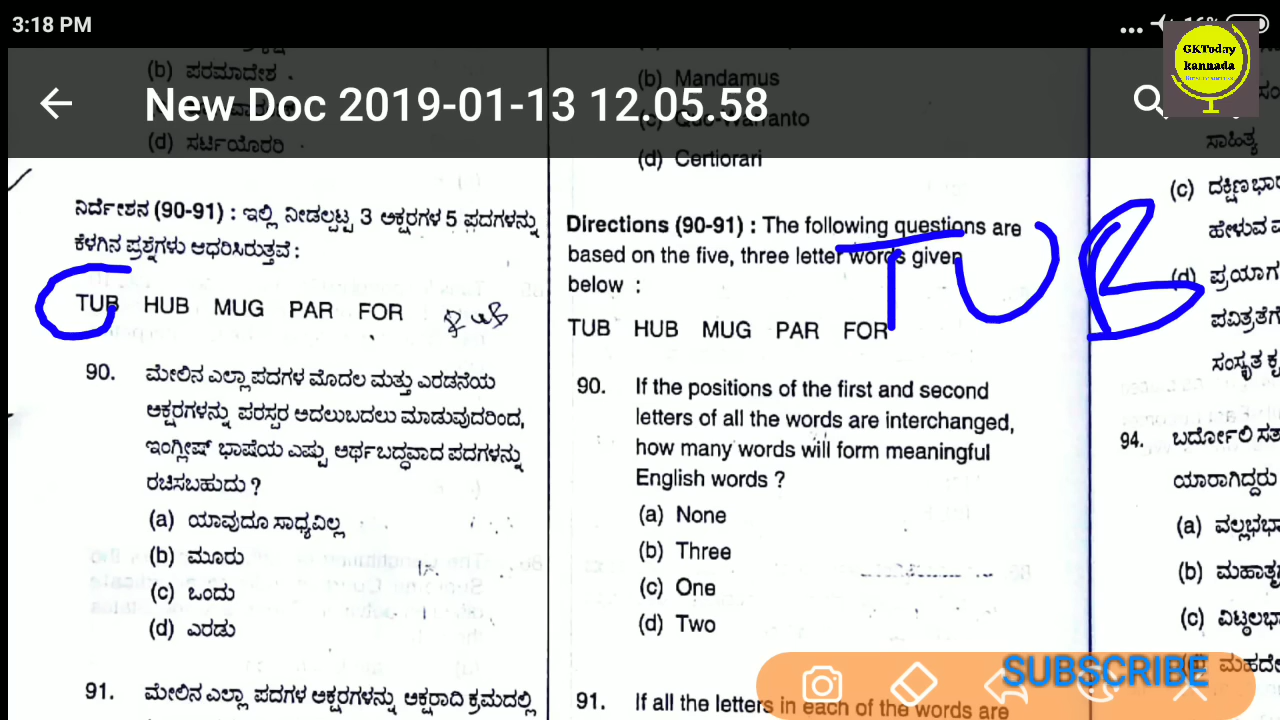 3:18 PM
GKToday
kannada
New Doc 2019-01-13 12.05.58
(b) ಪರಮಾದೇಶ
(d) ಸರ್ಟಿಯೊರರಿ
ನಿರ್ದೇಶನ (90-91) : ಇಲ್ಲಿ ನೀಡಲ್ಪಟ್ಟ 3 ಅಕ್ಷರಗಳ 5 ಪದಗಳನ್ನು
ಕೆಳಗಿನ ಪ್ರಶ್ನೆಗಳು ಆಧರಿಸಿರುತ್ತವೆ :
TUB HUB MUG PAR FOR
90. ಮೇಲಿನ ಎಲ್ಲಾ ಪದಗಳ ಮೊದಲ ಮತ್ತು ಎರಡನೆಯ
ಅಕ್ಷರಗಳನ್ನು ಪರಸ್ಪರ ಅದಲುಬದಲು ಮಾಡುವುದರಿಂದ,
ಇಂಗ್ಲೀಷ್ ಭಾಷೆಯ ಎಷ್ಟು ಅರ್ಥಬದ್ಧವಾದ ಪದಗಳನ್ನು
ರಚಿಸಬಹುದು ?
(a) ಯಾವುದೂ ಸಾಧ್ಯವಿಲ್ಲ
(b) ಮೂರು
(c) ಒಂದು
(d) ಎರಡು
91. ಮೇಲಿನ ಎಲ್ಲಾ ಪದಗಳ ಅಕ್ಷರಗಳನ್ನು ಅಕ್ಷರಾದಿ ಕ್ರಮದಲ್ಲಿ
(b) Mandamus
(c) Quo-Warranto
(d) Certiorari
Directions (90-91) : The following questions are
based on the five, three letter words given
below :
TUB HUB MUG PAR FOR
TUB
90. If the positions of the first and second
letters of all the words are interchanged,
how many words will form meaningful
English words ?
(a) None
(b) Three
(c) One
(d) Two
91. If all the letters in each of the words are
ಸಾಹಿತ್ಯ
(c)
ಹೇಳುವ
(d)
94. ಬರ್ದೋಲಿ
(a)
(b)
(c)
SUBSCRIBE